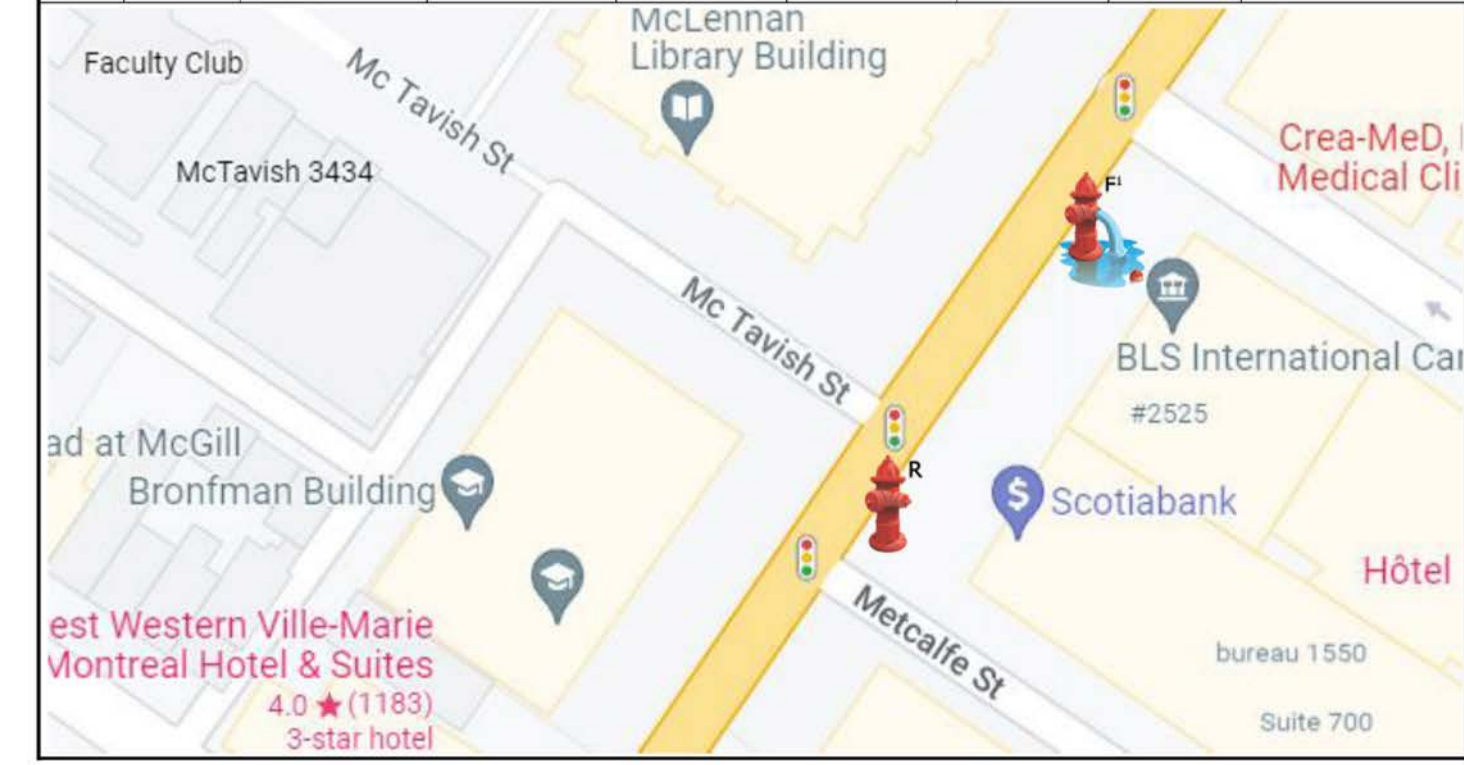 McLennan
Library Building
Faculty Club
Mc Tavish St
McTavish 3434
Crea-MeD,
Medical Cli
F¹
Mc Tavish St
BLS International Car
#2525
ad at McGill
Bronfman Building
R
$ Scotiabank
Hôtel
Metcalfe St
est Western Ville-Marie
Montreal Hotel & Suites
4.0 ★ (1183)
3-star hotel
bureau 1550
Suite 700